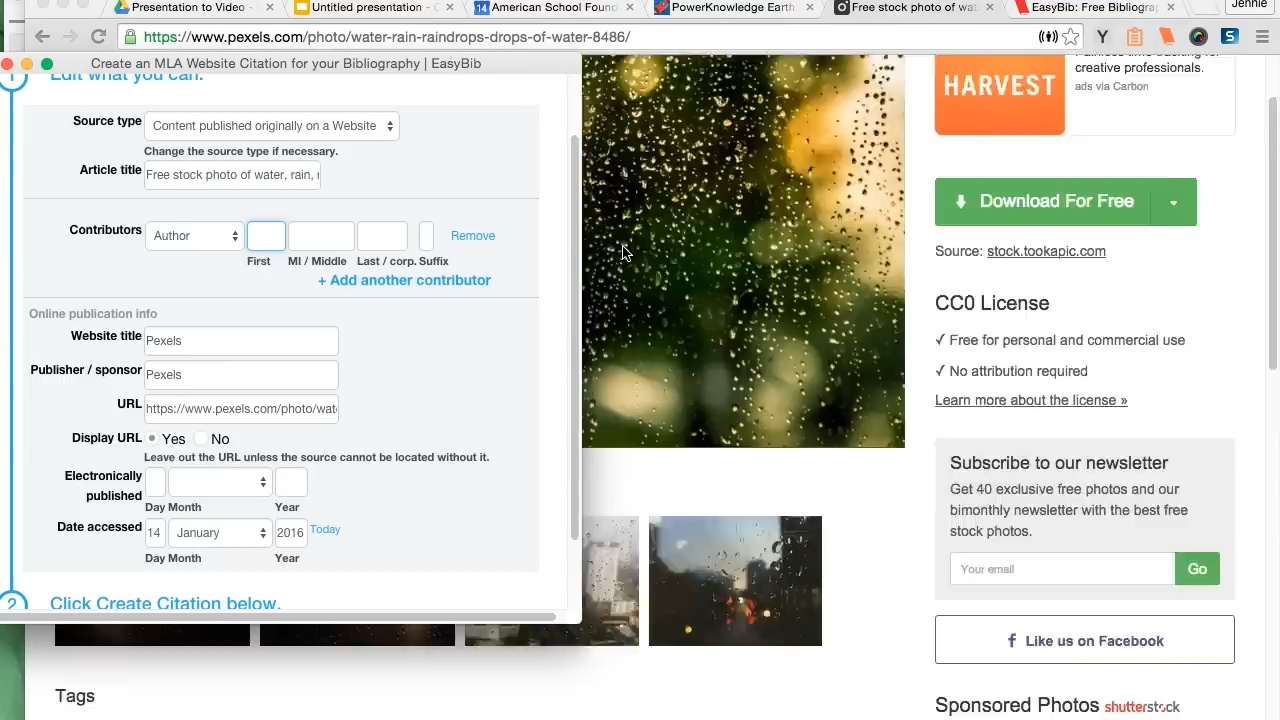 Presentation to Video -
Untitled presentation -
American School Found
PowerKnowledge Earth
Free stock photo of wat
EasyBib: Free Bibliograp
Jennie
https://www.pexels.com/photo/water-rain-raindrops-drops-of-water-8486/
Create an MLA Website Citation for your Bibliography | EasyBib
1 Edit what you can.
Source type Content published originally on a Website
Change the source type if necessary.
Article title Free stock photo of water, rain,
Contributors Author Remove
First MI / Middle Last / corp. Suffix
+ Add another contributor
Online publication info
Website title Pexels
Publisher / sponsor Pexels
URL https://www.pexels.com/photo/wat
Display URL Yes No
Leave out the URL unless the source cannot be located without it.
Electronically
published
Day Month Year
Date accessed 14 January 2016 Today
Day Month Year
2 Click Create Citation below.
Tags
HARVEST
creative professionals.
ads via Carbon
Download For Free
Source: stock.tookapic.com
CC0 License
✓ Free for personal and commercial use
✓ No attribution required
Learn more about the license »
Subscribe to our newsletter
Get 40 exclusive free photos and our
bimonthly newsletter with the best free
stock photos.
Your email Go
f Like us on Facebook
Sponsored Photos shutterstock